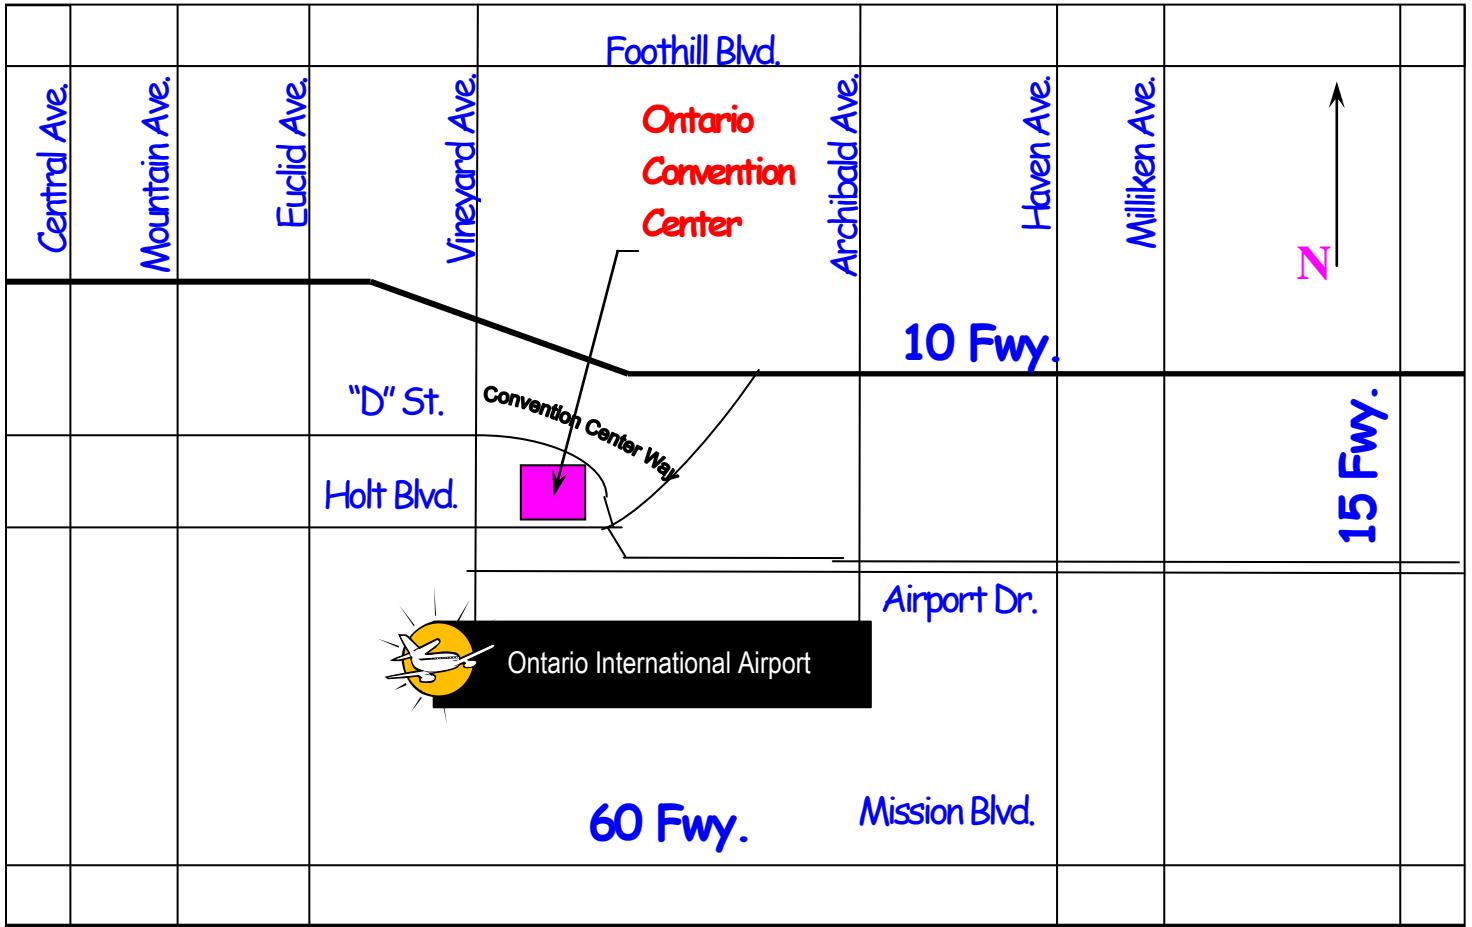 Foothill Blvd.
Central Ave.
Mountain Ave.
Euclid Ave.
Vineyard Ave.
Ontario
Convention
Center
Archibald Ave.
Haven Ave.
Milliken Ave.
N
10 Fwy.
"D" St.
Convention Center Way
15 Fwy.
Holt Blvd.
Airport Dr.
Ontario International Airport
60 Fwy.
Mission Blvd.